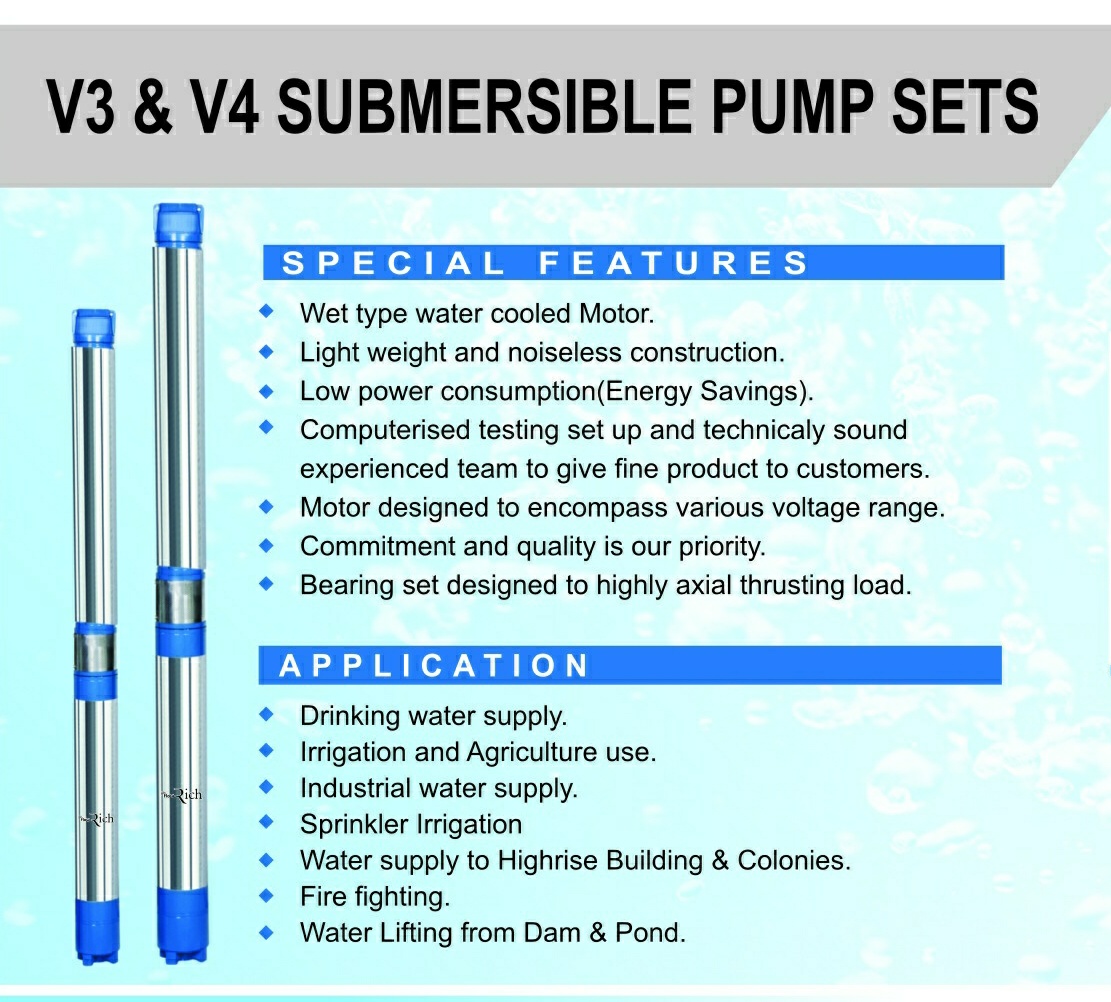 V3 & V4 SUBMERSIBLE PUMP SETS
SPECIAL FEATURES
Wet type water cooled Motor.
Light weight and noiseless construction.
Low power consumption(Energy Savings).
Computerised testing set up and technicaly sound
experienced team to give fine product to customers.
Motor designed to encompass various voltage range.
Commitment and quality is our priority.
Bearing set designed to highly axial thrusting load.
APPLICATION
Drinking water supply.
Irrigation and Agriculture use.
Industrial water supply.
Sprinkler Irrigation
Water supply to Highrise Building & Colonies.
Fire fighting.
Water Lifting from Dam & Pond.
Rich
Rich